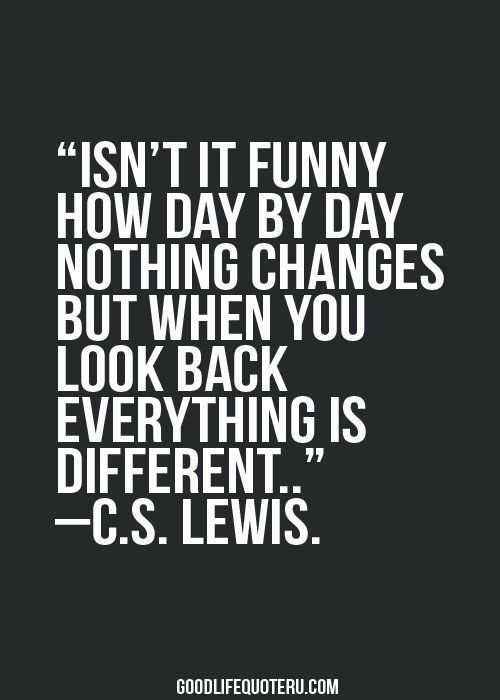 “ISN’T IT FUNNY
HOW DAY BY DAY
NOTHING CHANGES
BUT WHEN YOU
LOOK BACK
EVERYTHING IS
DIFFERENT..”
—C.S. LEWIS.
GOODLIFEQUOTERU.COM